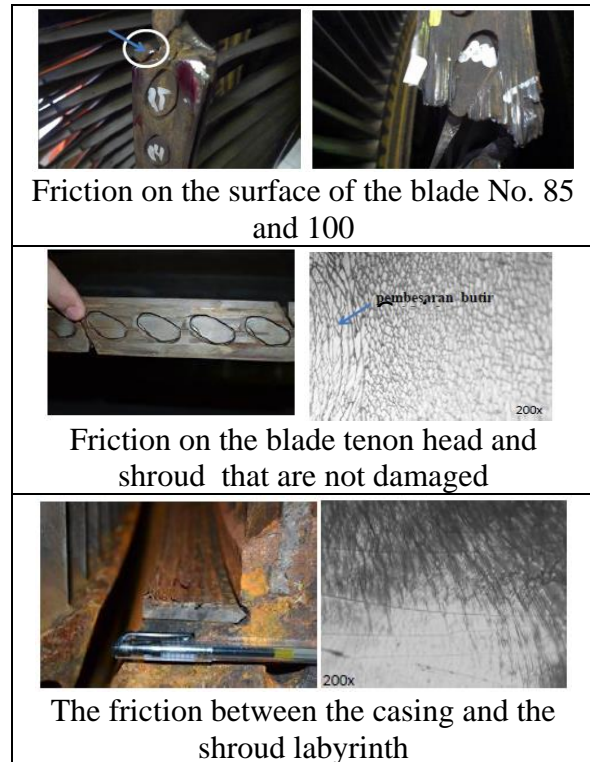 Friction on the surface of the blade No. 85
and 100
pembesaran butir
200x
Friction on the blade tenon head and
shroud that are not damaged
200x
The friction between the casing and the
shroud labyrinth